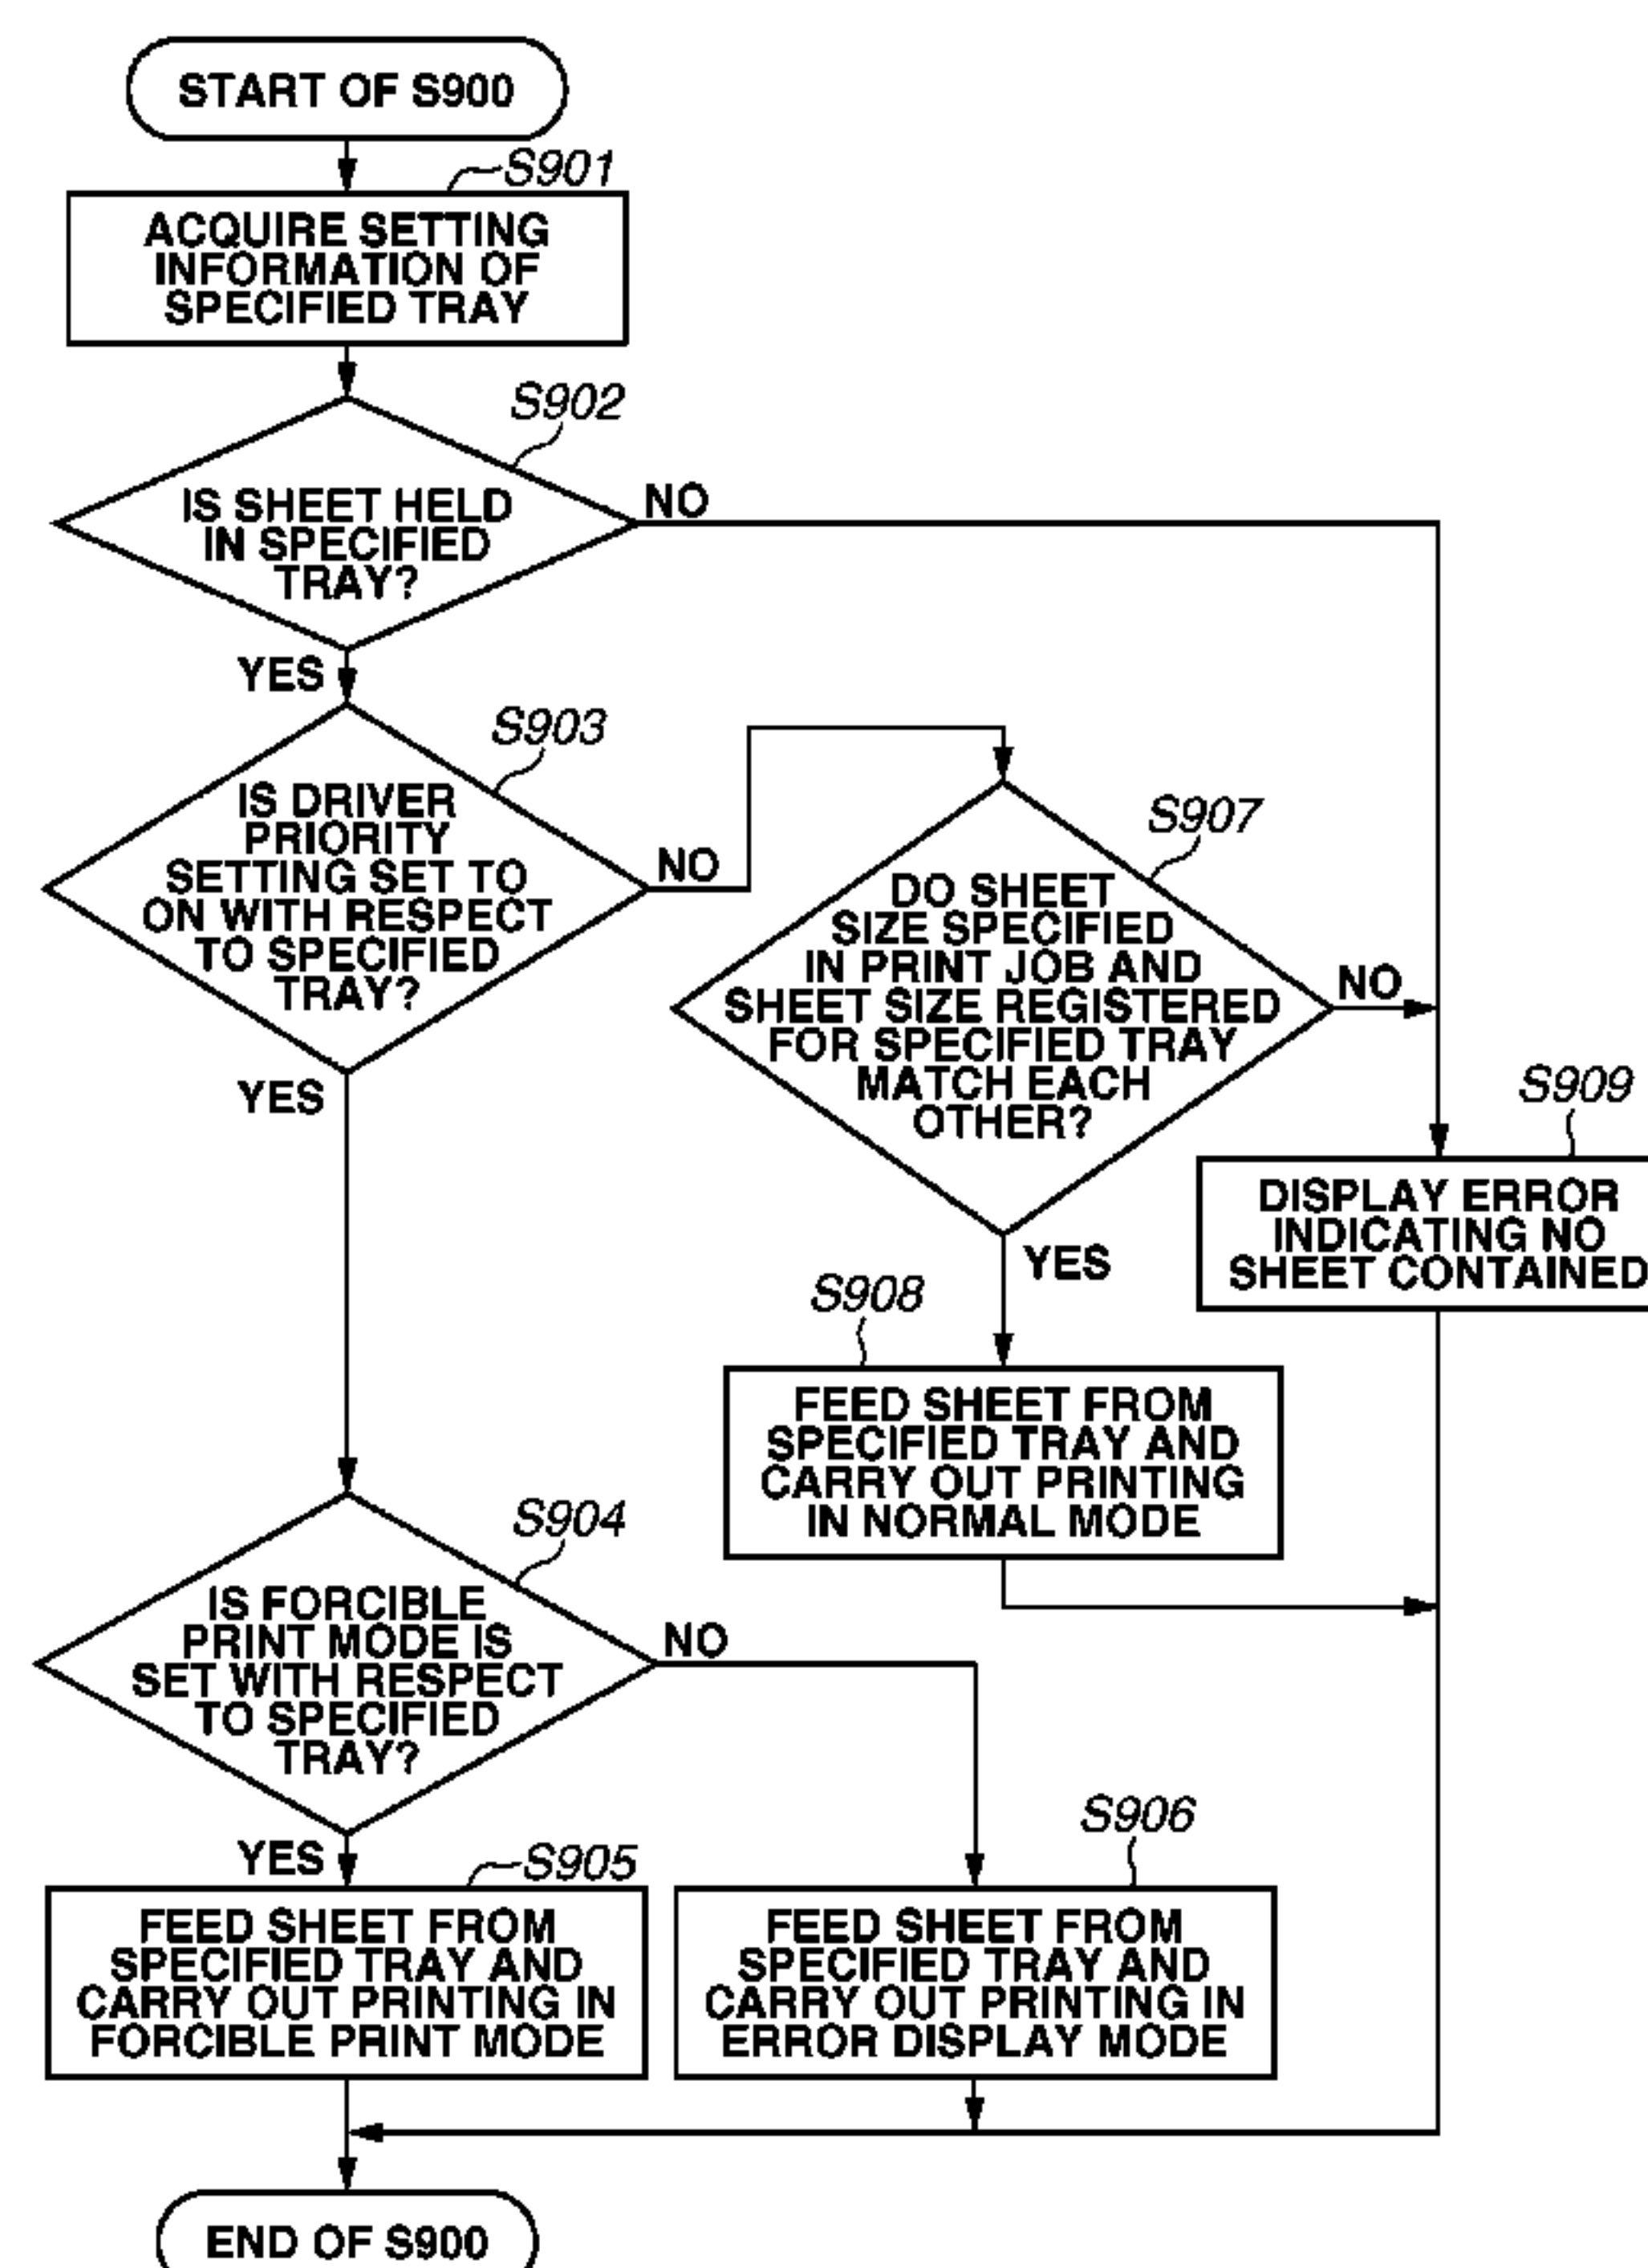 START OF S900
S901
ACQUIRE SETTING
INFORMATION OF
SPECIFIED TRAY
S902
IS SHEET HELD
IN SPECIFIED
TRAY?
NO
YES
S903
IS DRIVER
PRIORITY
SETTING SET TO
ON WITH RESPECT
TO SPECIFIED
TRAY?
NO
YES
S907
DO SHEET
SIZE SPECIFIED
IN PRINT JOB AND
SHEET SIZE REGISTERED
FOR SPECIFIED TRAY
MATCH EACH
OTHER?
NO
YES
S909
DISPLAY ERROR
INDICATING NO
SHEET CONTAINED
S908
FEED SHEET FROM
SPECIFIED TRAY AND
CARRY OUT PRINTING
IN NORMAL MODE
S904
IS FORCIBLE
PRINT MODE IS
SET WITH RESPECT
TO SPECIFIED
TRAY?
NO
YES
S905
FEED SHEET FROM
SPECIFIED TRAY AND
CARRY OUT PRINTING IN
FORCIBLE PRINT MODE
S906
FEED SHEET FROM
SPECIFIED TRAY AND
CARRY OUT PRINTING IN
ERROR DISPLAY MODE
END OF S900